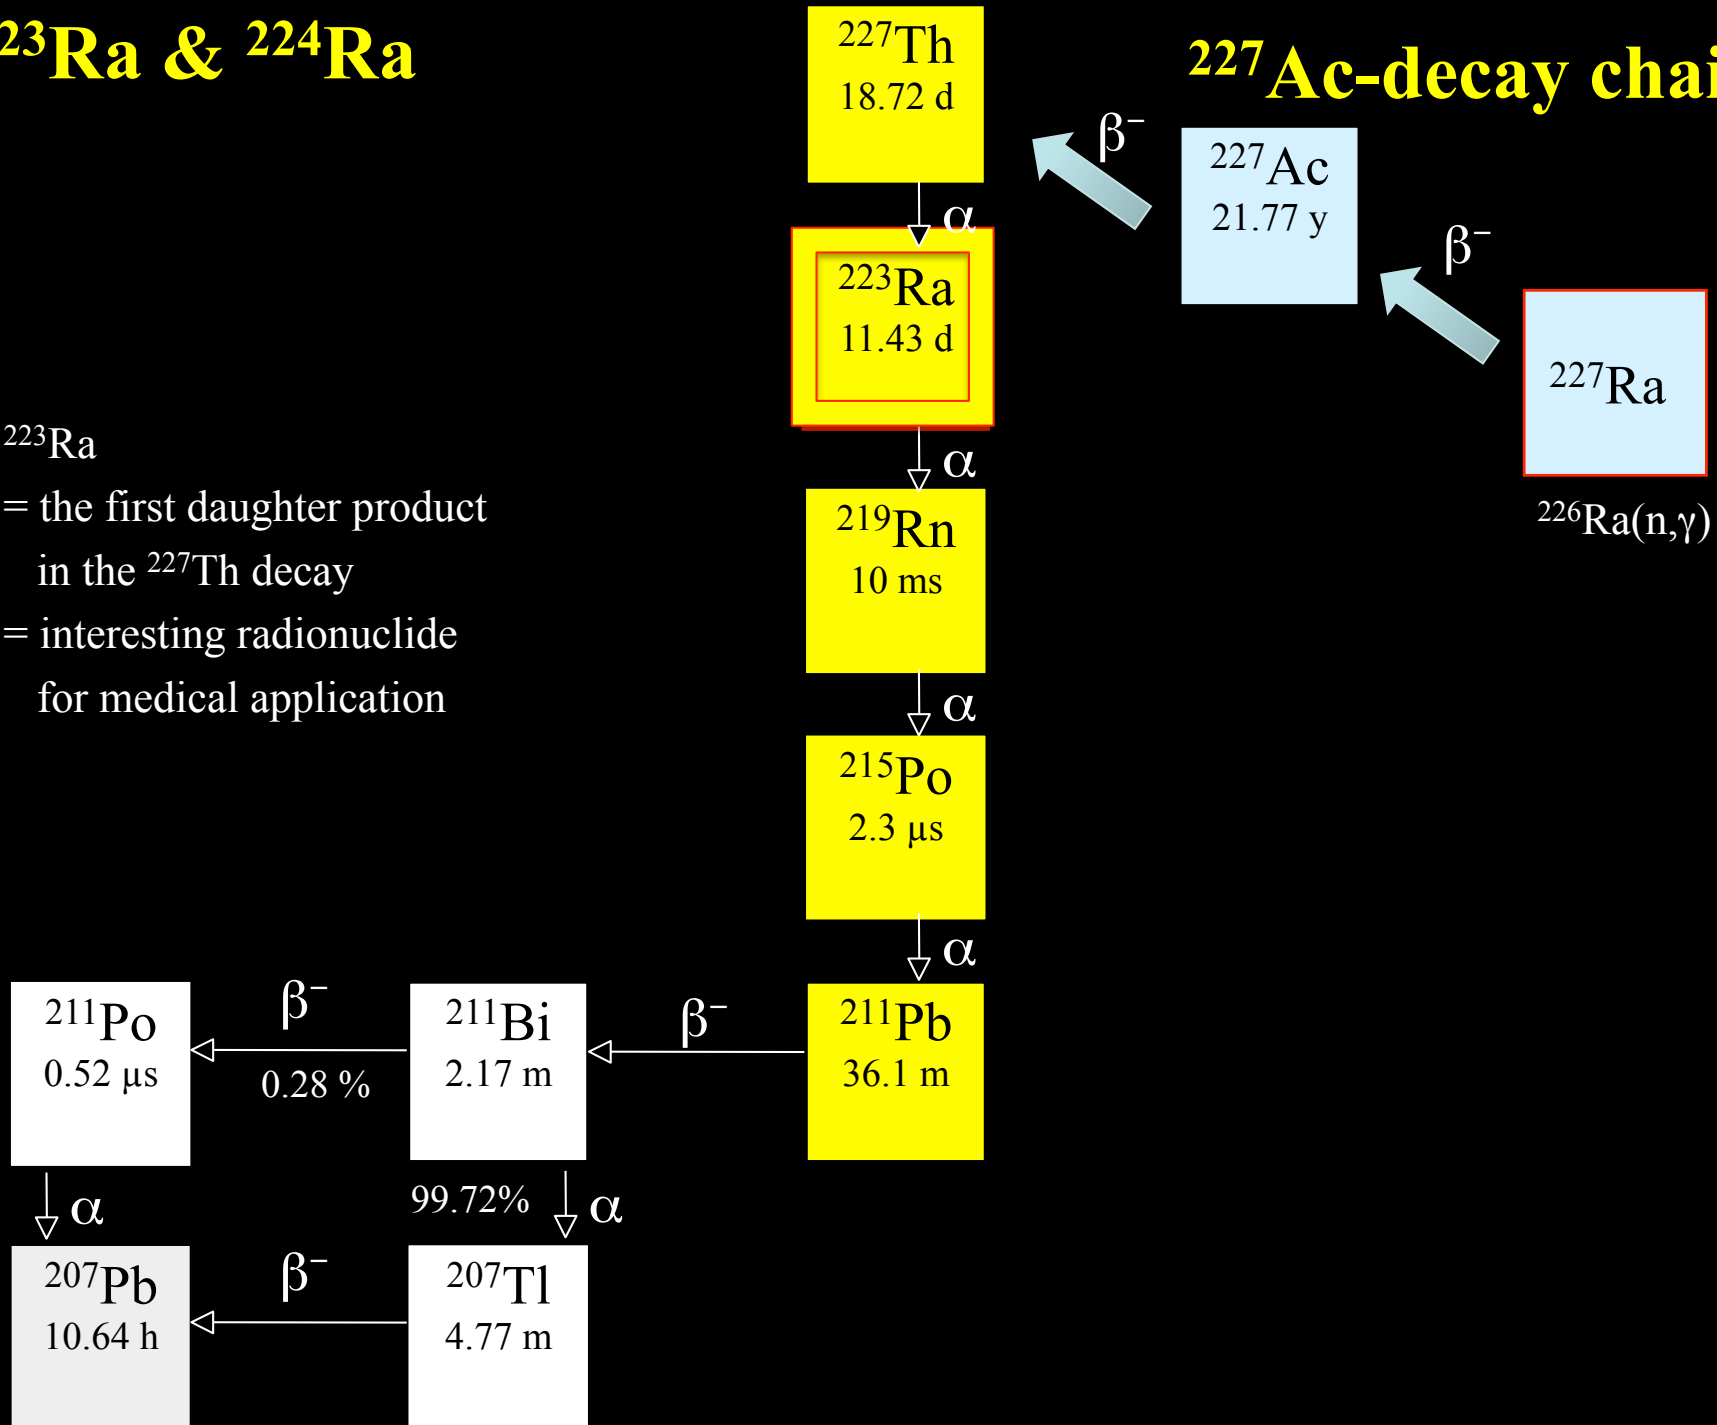 23Ra & 224Ra
227Ac-decay chai
227Th
18.72 d
β−
227Ac
21.77 y
α
β−
223Ra
11.43 d
227Ra
223Ra
= the first daughter product
in the 227Th decay
= interesting radionuclide
for medical application
α
226Ra(n,γ)
219Rn
10 ms
α
215Po
2.3 µs
α
211Po
0.52 µs
β−
0.28 %
211Bi
2.17 m
β−
211Pb
36.1 m
α
99.72%
α
207Pb
10.64 h
β−
207Tl
4.77 m